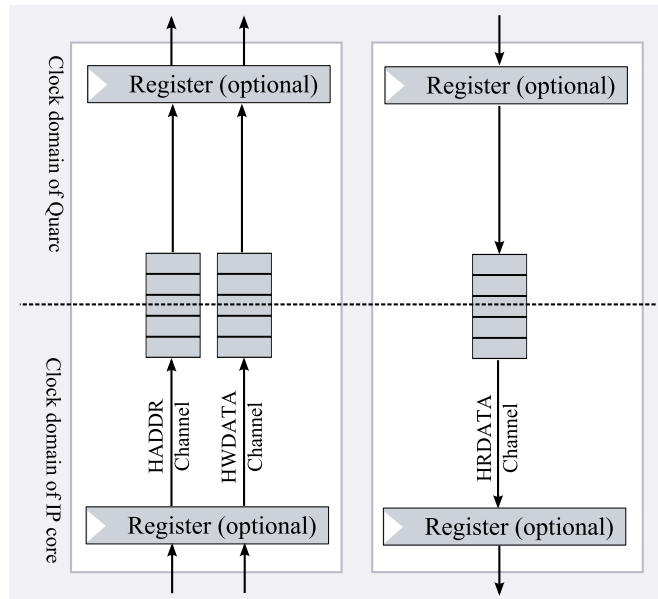 Clock domain of Quarc
Register (optional)
Register (optional)
Clock domain of IP core
HADDR
Channel
HWDATA
Channel
HRDATA
Channel
Register (optional)
Register (optional)